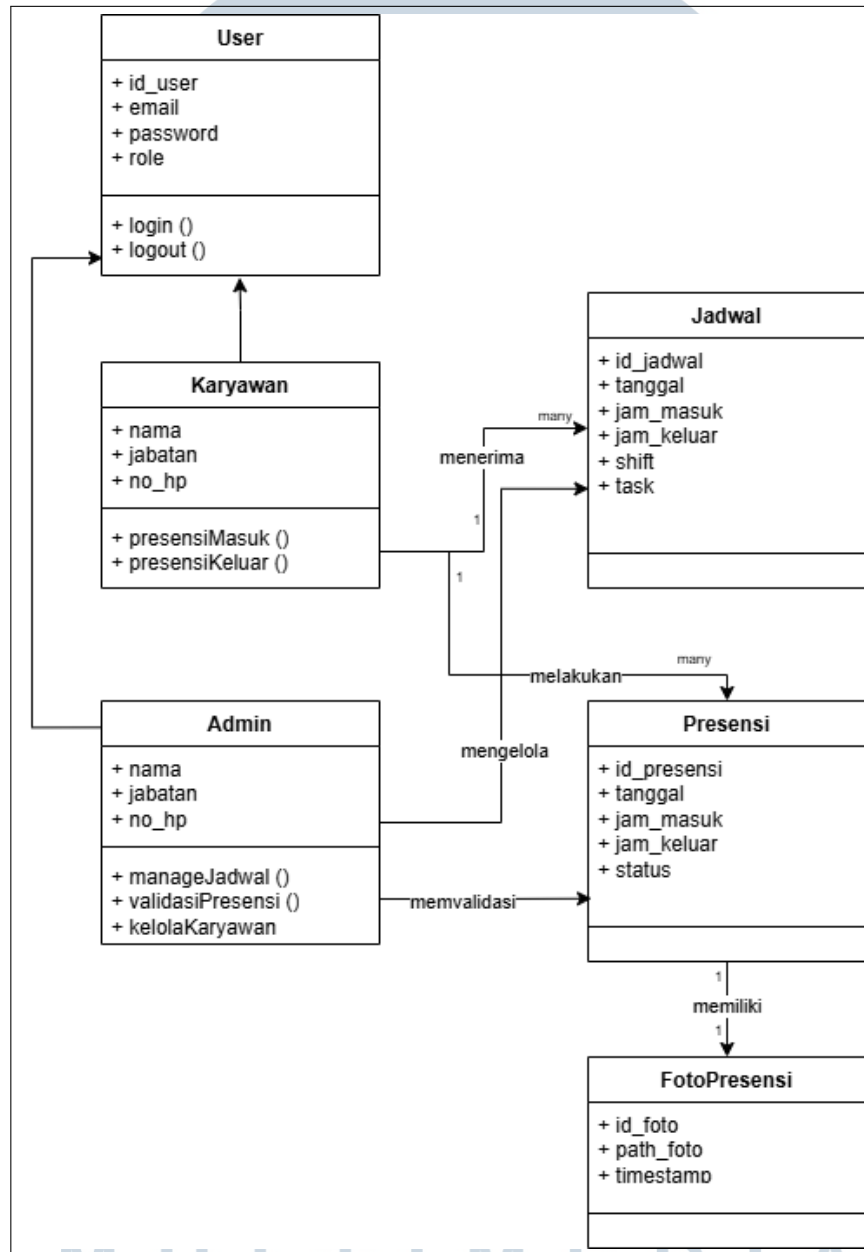 User
+ id_user
+ email
+ password
+ role
+ login ()
+ logout ()
Karyawan
+ nama
+ jabatan
+ no_hp
+ presensiMasuk ()
+ presensiKeluar ()
Jadwal
+ id_jadwal
+ tanggal
+ jam_masuk
+ jam_keluar
+ shift
+ task
many
menerima
1
1
many
melakukan
mengelola
Admin
+ nama
+ jabatan
+ no_hp
+ manageJadwal ()
+ validasiPresensi ()
+ kelolaKaryawan
memvalidasi
Presensi
+ id_presensi
+ tanggal
+ jam_masuk
+ jam_keluar
+ status
1
memiliki
1
FotoPresensi
+ id_foto
+ path_foto
+ timestamp